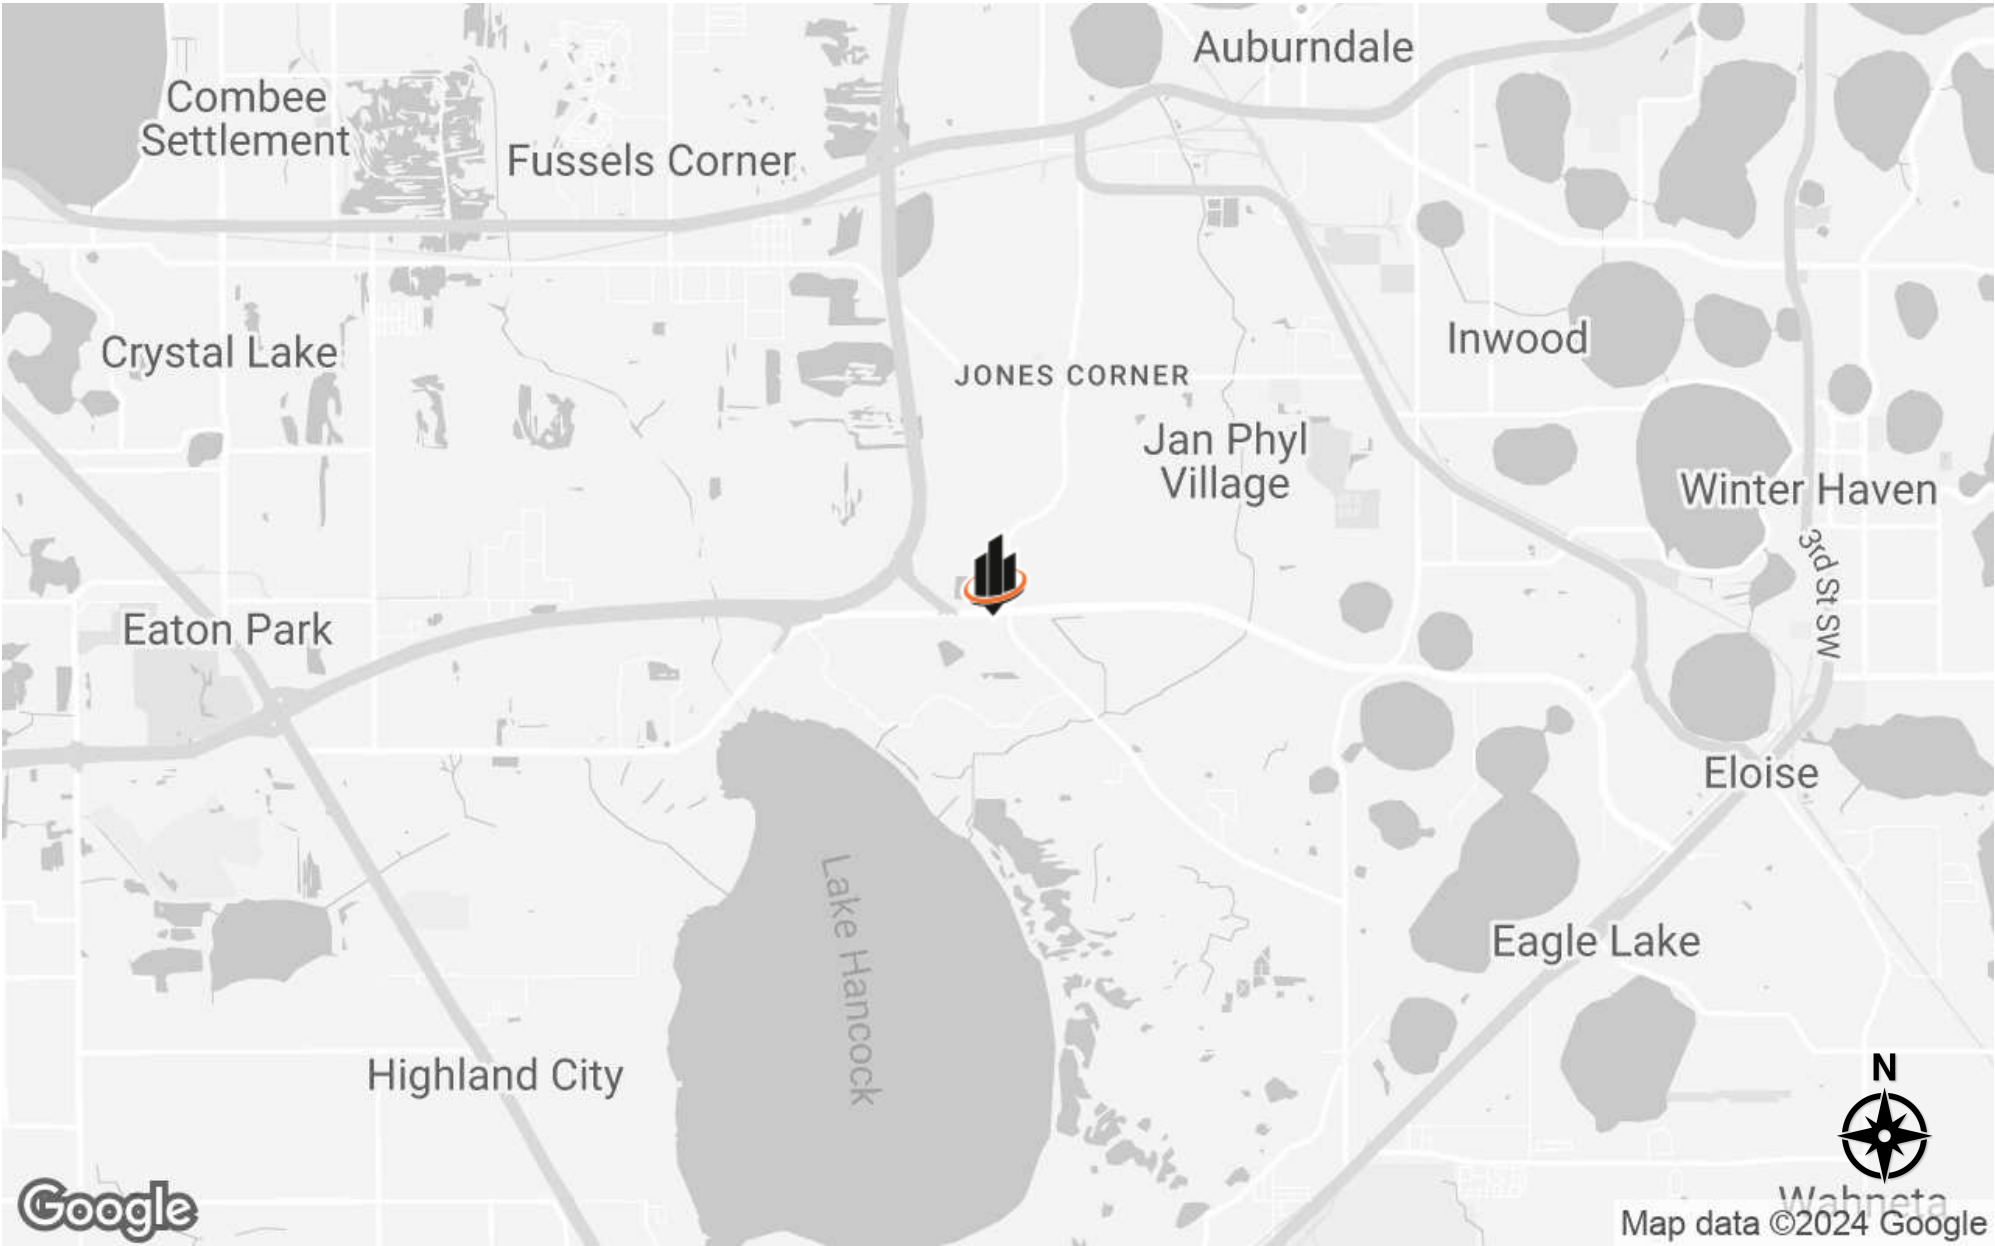 Auburndale
Combee
Settlement
Fussels Corner
Crystal Lake
Inwood
JONES CORNER
Jan Phyl
Village
Winter Haven
3rd St SW
Eaton Park
Eloise
Lake Hancock
Eagle Lake
Highland City
N
Wahneta
Google
Map data ©2024 Google